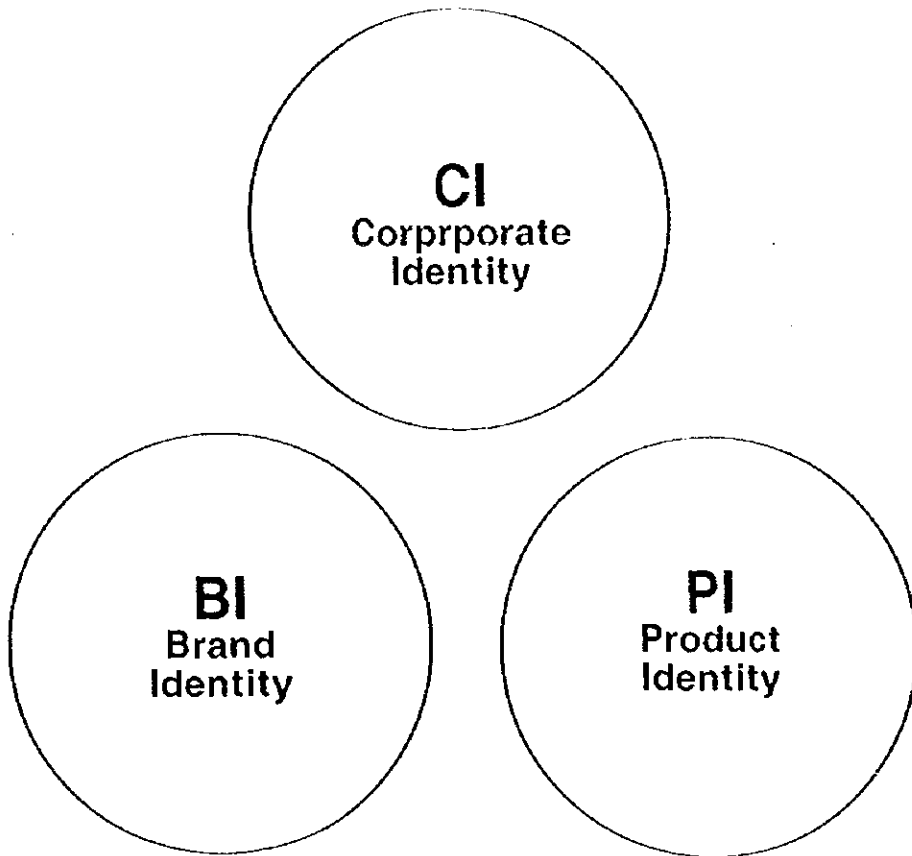 CI
Corprporate
Identity
BI
Brand
Identity
PI
Product
Identity